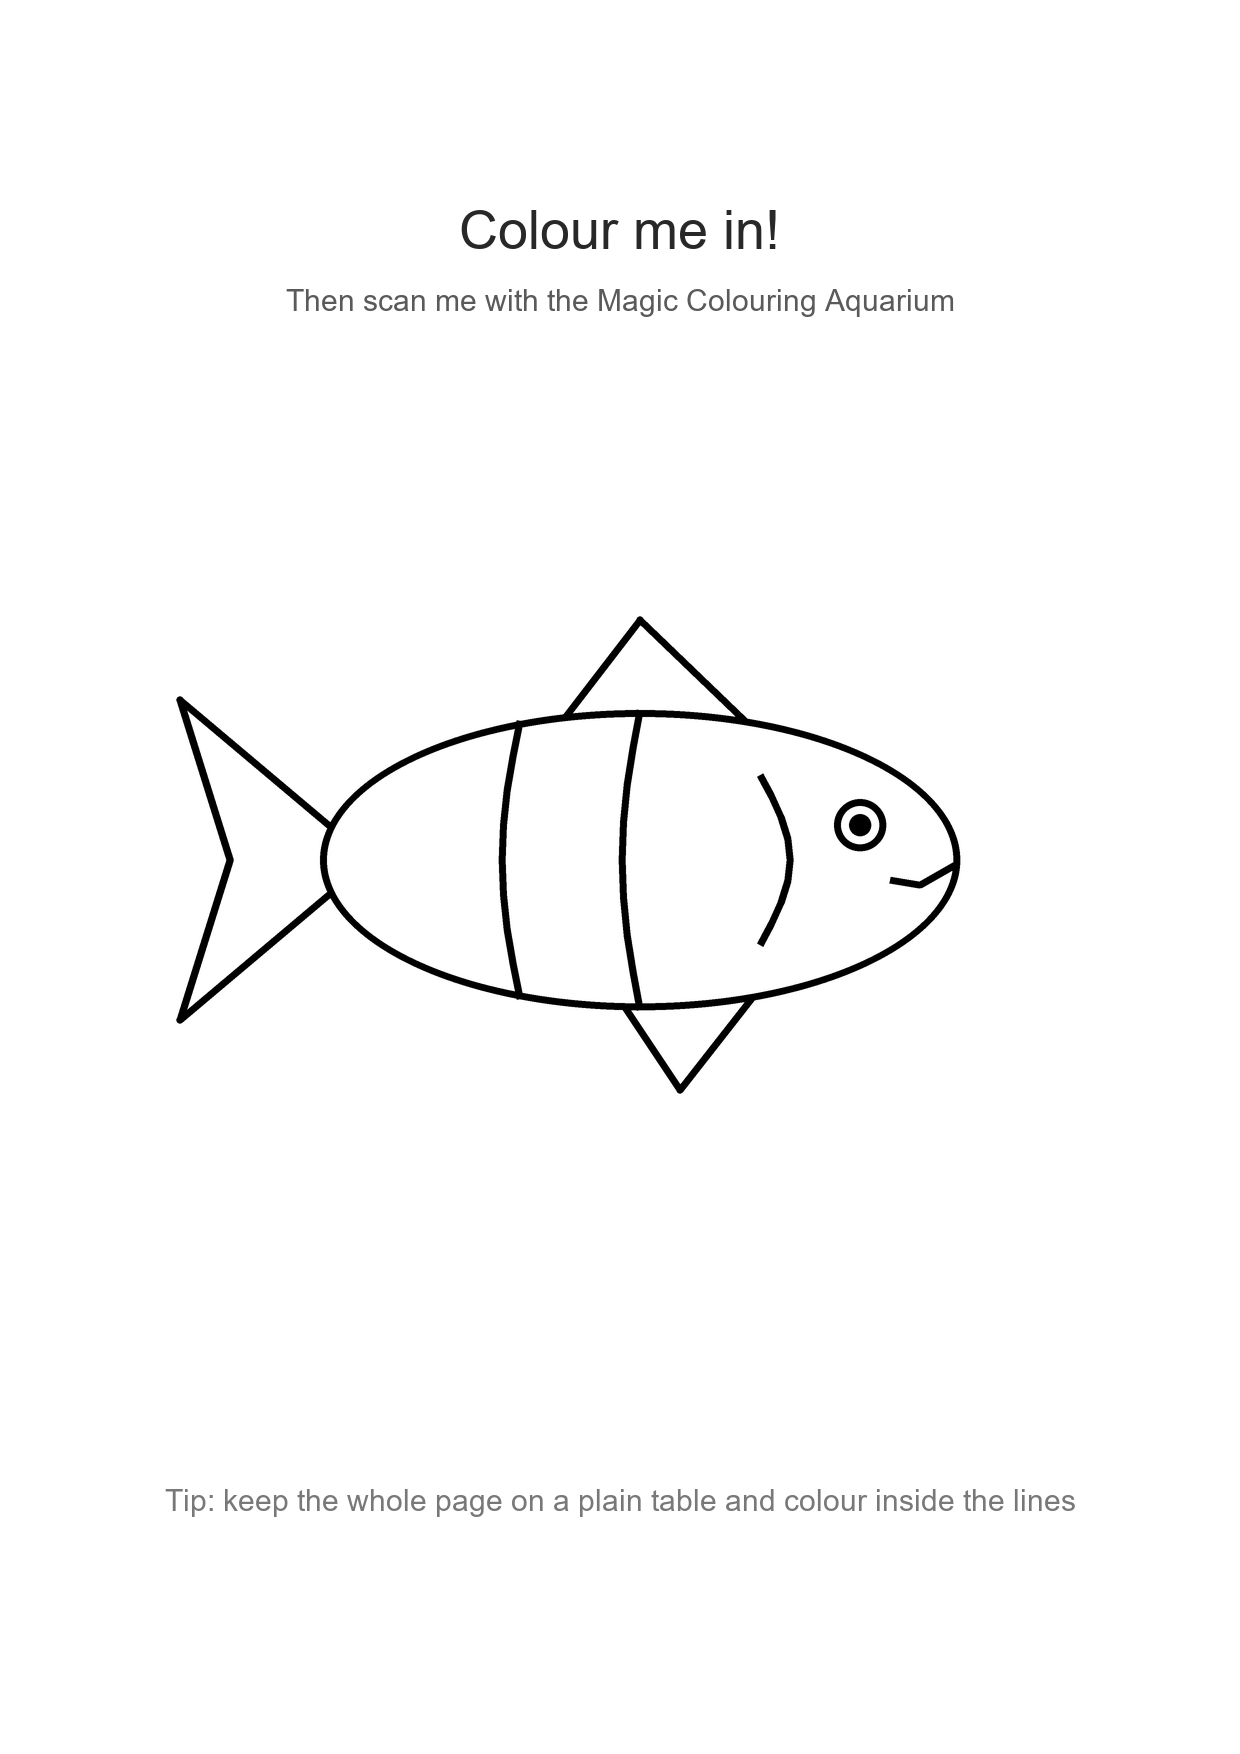 Colour me in!
Then scan me with the Magic Colouring Aquarium
Tip: keep the whole page on a plain table and colour inside the lines